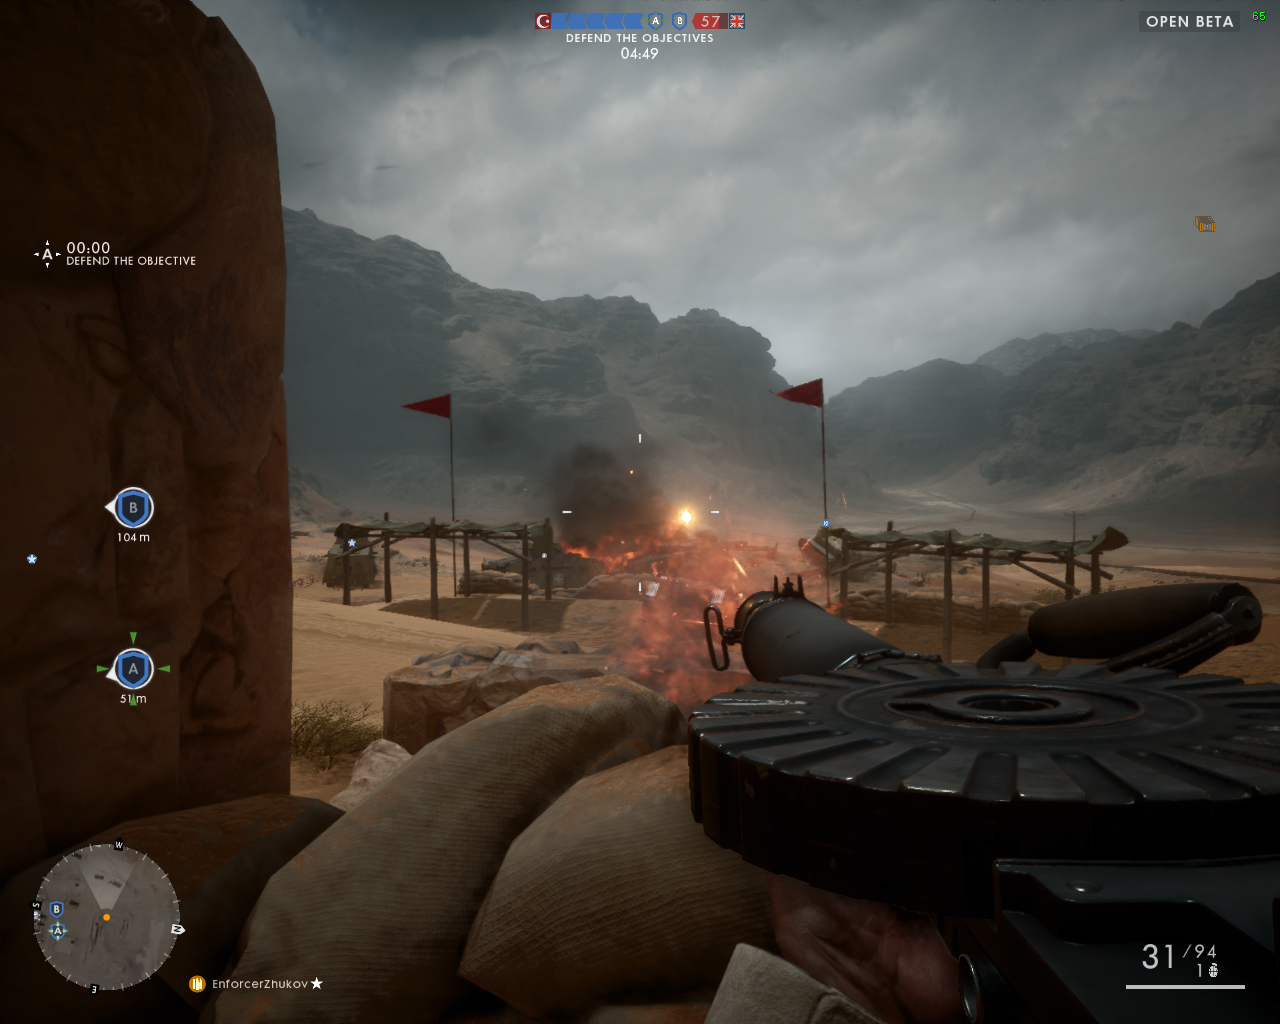 A B 57
DEFEND THE OBJECTIVES
04:49
OPEN BETA
65
A 00:00
DEFEND THE OBJECTIVE
B
104 m
A
51 m
W
S
B
A
N
E
EnforcerZhukov
31/94
1